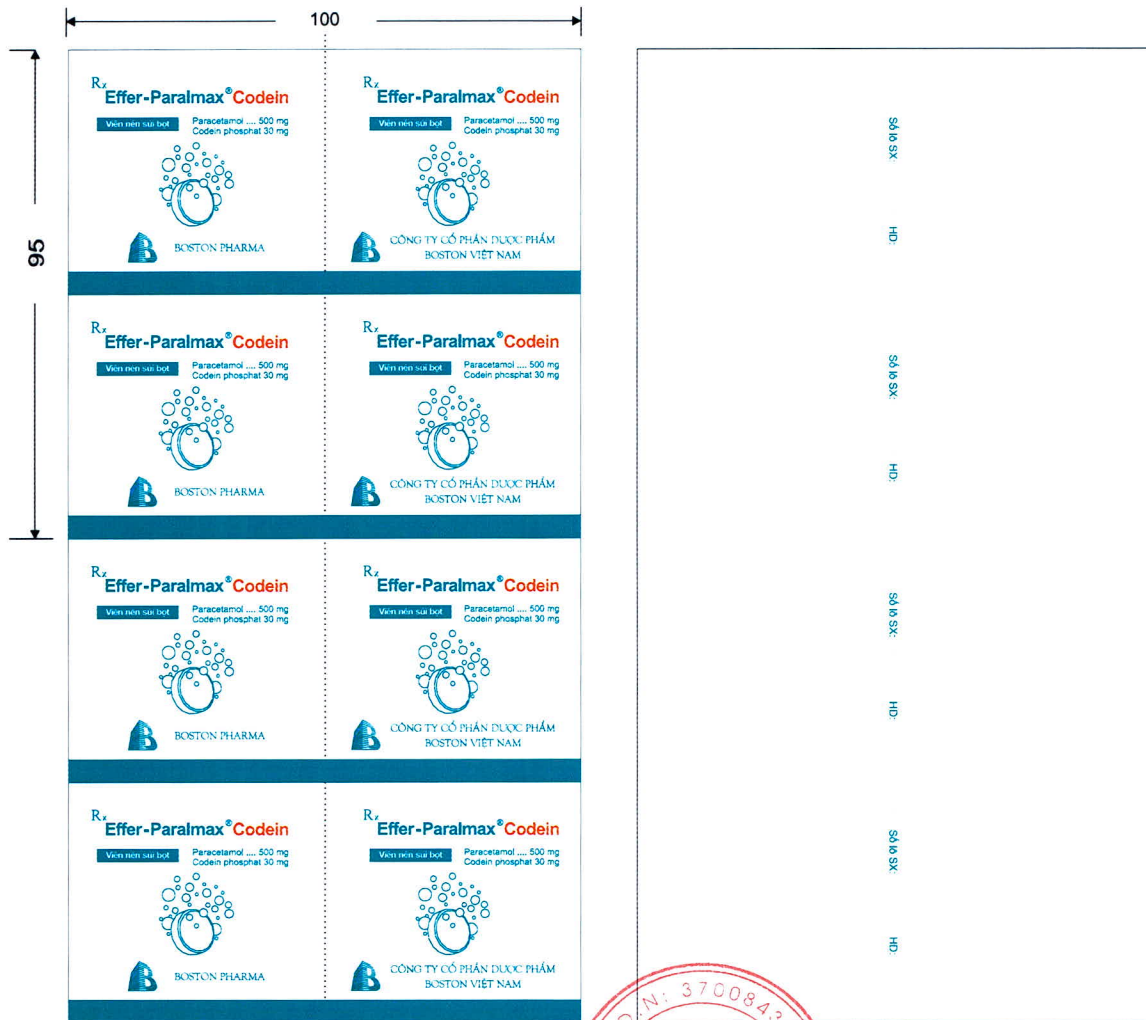 100
95
Rx
Effer-Paralmax®Codein
Viên nén sủi bọt
Paracetamol .... 500 mg
Codein phosphat 30 mg
BOSTON PHARMA
Rx
Effer-Paralmax®Codein
Viên nén sủi bọt
Paracetamol .... 500 mg
Codein phosphat 30 mg
CÔNG TY CỔ PHẦN DƯỢC PHẨM
BOSTON VIỆT NAM
Rx
Effer-Paralmax®Codein
Viên nén sủi bọt
Paracetamol .... 500 mg
Codein phosphat 30 mg
BOSTON PHARMA
Rx
Effer-Paralmax®Codein
Viên nén sủi bọt
Paracetamol .... 500 mg
Codein phosphat 30 mg
CÔNG TY CỔ PHẦN DƯỢC PHẨM
BOSTON VIỆT NAM
Rx
Effer-Paralmax®Codein
Viên nén sủi bọt
Paracetamol .... 500 mg
Codein phosphat 30 mg
BOSTON PHARMA
Rx
Effer-Paralmax®Codein
Viên nén sủi bọt
Paracetamol .... 500 mg
Codein phosphat 30 mg
CÔNG TY CỔ PHẦN DƯỢC PHẨM
BOSTON VIỆT NAM
Rx
Effer-Paralmax®Codein
Viên nén sủi bọt
Paracetamol .... 500 mg
Codein phosphat 30 mg
BOSTON PHARMA
Rx
Effer-Paralmax®Codein
Viên nén sủi bọt
Paracetamol .... 500 mg
Codein phosphat 30 mg
CÔNG TY CỔ PHẦN DƯỢC PHẨM
BOSTON VIỆT NAM
Số lô SX:
HD:
Số lô SX:
HD:
Số lô SX:
HD:
Số lô SX:
HD:
N: 3700843